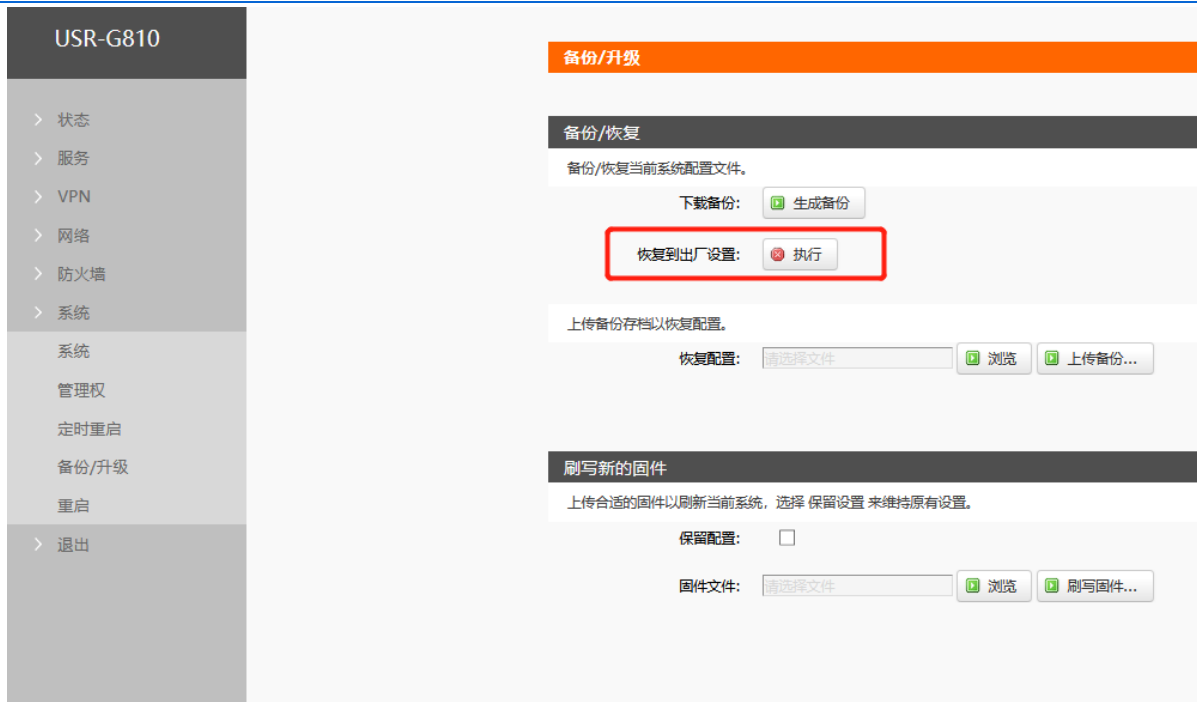 USR-G810
状态
服务
VPN
网络
防火墙
系统
系统
管理权
定时重启
备份/升级
重启
退出
备份/升级
备份/恢复
备份/恢复当前系统配置文件。
下载备份: 生成备份
恢复到出厂设置: 执行
上传备份存档以恢复配置。
恢复配置: 请选择文件 浏览 上传备份...
刷写新的固件
上传合适的固件以刷新当前系统，选择 保留设置 来维持原有设置。
保留配置:
固件文件: 请选择文件 浏览 刷写固件...